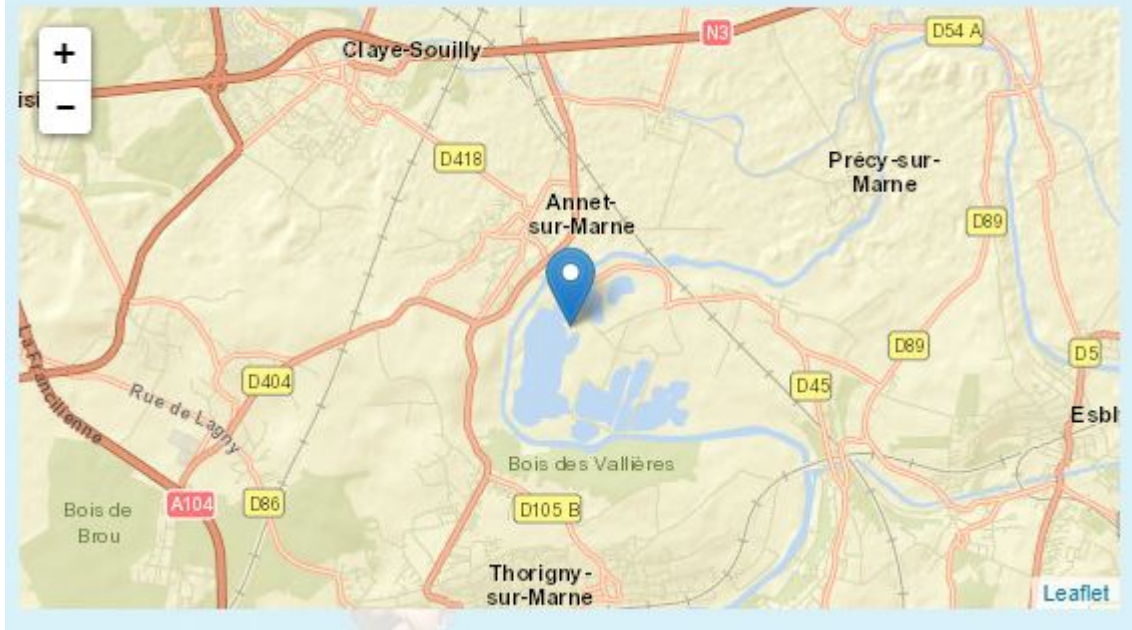 +
−
Claye-Souilly
N3
D54 A
isi
D418
Précy-sur-
Marne
Annet-
sur-Marne
D89
D89
D5
La Francilienne
D404
Rue de Lagny
D45
Esbl
Bois des Vallières
A104
D86
D105 B
Bois de
Brou
Thorigny-
sur-Marne
Leaflet